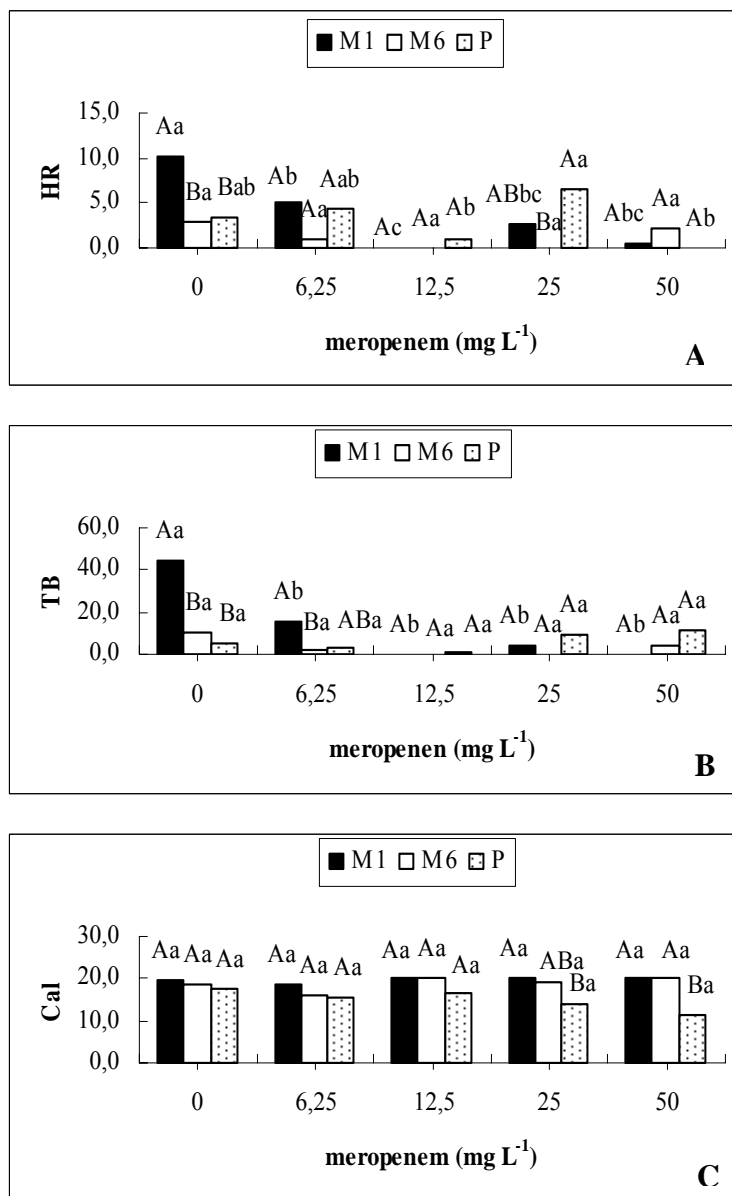 M1 M6 P
15,0
10,0
5,0
0,0
HR
Aa Ba Bab Ab Aa Aab Ac Aa Ab ABbc Ba Aa Abc Aa Ab
0 6,25 12,5 25 50
meropenem (mg L-1)
A
M1 M6 P
60,0
40,0
20,0
0,0
TB
Aa Ba Ba Ab Ba ABa Ab Aa Aa Ab Aa Aa Ab Aa Aa
0 6,25 12,5 25 50
meropenen (mg L-1)
B
M1 M6 P
30,0
20,0
10,0
0,0
Cal
Aa Aa Aa Aa Aa Aa Aa Aa Aa Aa ABa Ba Aa Aa Ba
0 6,25 12,5 25 50
meropenem (mg L-1)
C